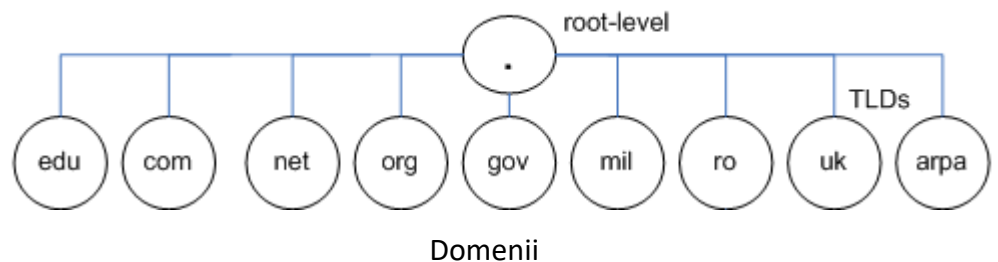 root-level
.
TLDs
edu com net org gov mil ro uk arpa
Domenii